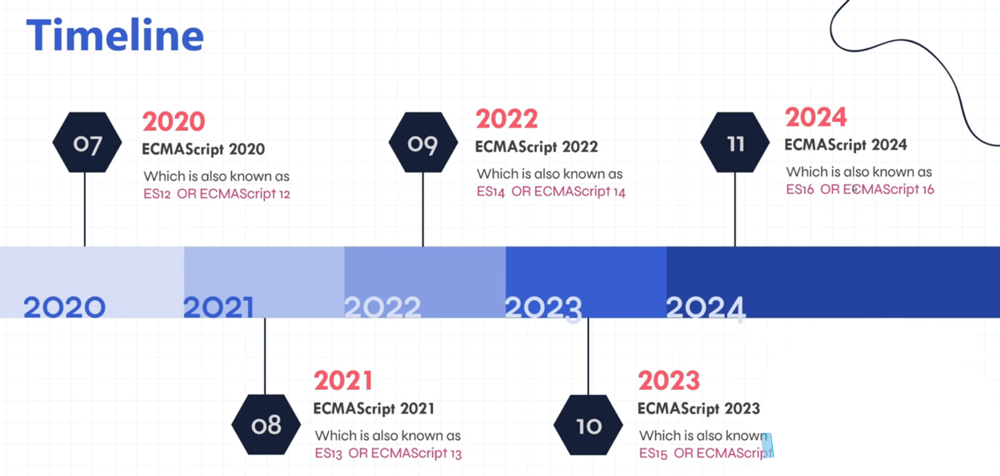 Timeline
07
2020
ECMAScript 2020
Which is also known as
ES12 OR ECMAScript 12
09
2022
ECMAScript 2022
Which is also known as
ES14 OR ECMAScript 14
11
2024
ECMAScript 2024
Which is also known as
ES16 OR ECMAScript 16
2020
2021
2022
2023
2024
08
2021
ECMAScript 2021
Which is also known as
ES13 OR ECMAScript 13
10
2023
ECMAScript 2023
Which is also known
ES15 OR ECMAScript